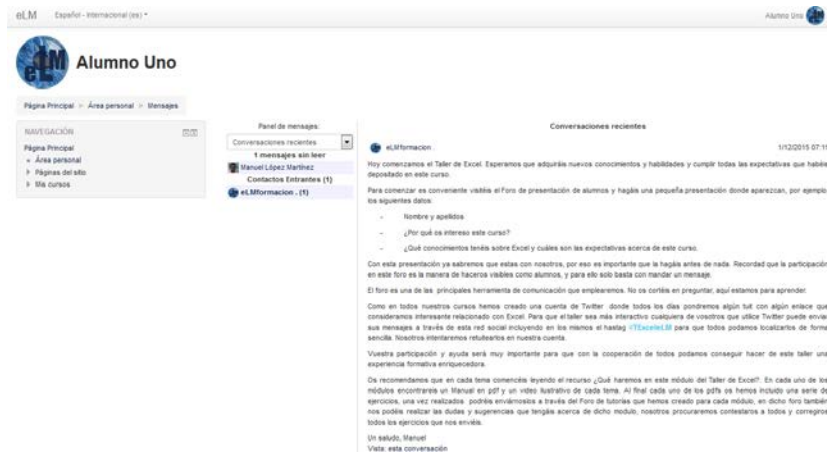 eLM Español - Internacional (es)
Alumno Uno
eLM
Alumno Uno
Página Principal Área personal Mensajes
NAVEGACIÓN
Página Principal
Área personal
Páginas del sitio
Mis cursos
Panel de mensajes:
Conversaciones recientes
1 mensajes sin leer
Manuel López Martínez
Contactos Entrantes (1)
eLMformacion . (1)
Conversaciones recientes
eLMformacion . 1/12/2015 07:11
Hoy comenzamos el Taller de Excel. Esperamos que adquiráis nuevos conocimientos y habilidades y cumplir todas las expectativas que habéis
depositado en este curso.
Para comenzar es conveniente visitéis el Foro de presentación de alumnos y hagáis una pequeña presentación donde aparezcan, por ejemplo
los siguientes datos:
- Nombre y apellidos
- ¿Por qué os intereso este curso?
- ¿Qué conocimientos tenéis sobre Excel y cuáles son las expectativas acerca de este curso.
Con esta presentación ya sabremos que estas con nosotros, por eso es importante que la hagáis antes de nada. Recordad que la participación
en este foro es la manera de haceros visibles como alumnos, y para ello solo basta con mandar un mensaje.
El foro es una de las principales herramienta de comunicación que emplearemos. No os cortéis en preguntar, aquí estamos para aprender.
Como en todos nuestros cursos hemos creado una cuenta de Twitter donde todos los días pondremos algún tuit con algún enlace que
consideramos interesante relacionado con Excel. Para que el taller sea más interactivo cualquiera de vosotros que utilice Twitter puede enviar
sus mensajes a través de esta red social incluyendo en los mismos el hastag #TExcelleLM para que todos podamos localizarlos de forma
sencilla. Nosotros intentaremos retuitearlos en nuestra cuenta.
Vuestra participación y ayuda será muy importante para que con la cooperación de todos podamos conseguir hacer de este taller una
experiencia formativa enriquecedora.
Os recomendamos que en cada tema comencéis leyendo el recurso ¿Qué haremos en este módulo del Taller de Excel?. En cada uno de los
módulos encontrareis un Manual en pdf y un video ilustrativo de cada tema. Al final cada uno de los pdfs os hemos incluido una serie de
ejercicios, una vez realizados podréis enviárnoslos a través del Foro de tutorías que hemos creado para cada módulo, en dicho foro también
nos podéis realizar las dudas y sugerencias que tengáis acerca de dicho modulo, nosotros procuraremos contestaros a todos y corregiros
todos los ejercicios que nos enviéis.
Un saludo, Manuel
Vista: esta conversación